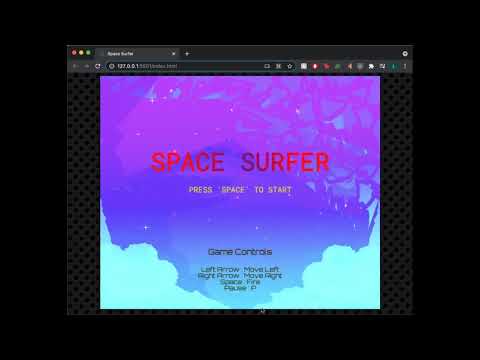 Space Surfer
127.0.0.1:5501/index.html
SPACE SURFER
PRESS 'SPACE' TO START
Game Controls
Left Arrow : Move Left
Right Arrow : Move Right
Space : Fire
Pause : P